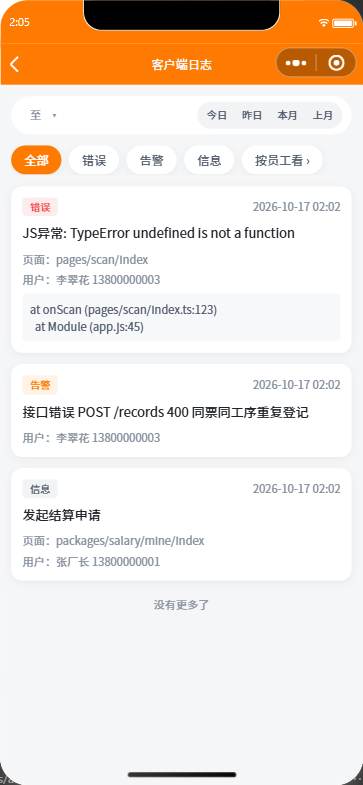 2:05
客户端日志
至
今日 昨日 本月 上月
全部 错误 告警 信息 按员工看 ›
错误 2026-10-17 02:02
JS异常: TypeError undefined is not a function
页面：pages/scan/index
用户：李翠花 13800000003
at onScan (pages/scan/index.ts:123)
at Module (app.js:45)
告警 2026-10-17 02:02
接口错误 POST /records 400 同票同工序重复登记
用户：李翠花 13800000003
信息 2026-10-17 02:02
发起结算申请
页面：packages/salary/mine/index
用户：张厂长 13800000001
没有更多了